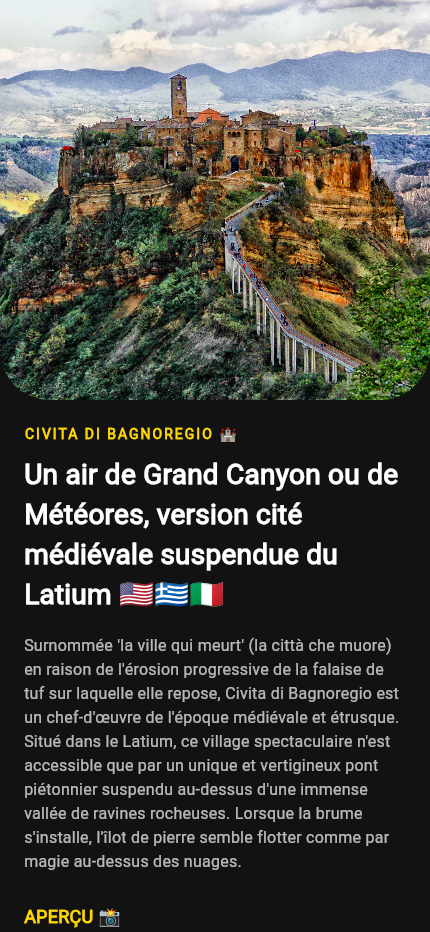 CIVITA DI BAGNOREGIO 🏰
Un air de Grand Canyon ou de
Météores, version cité
médiévale suspendue du
Latium 🇺🇸🇬🇷🇮🇹
Surnommée 'la ville qui meurt' (la città che muore)
en raison de l'érosion progressive de la falaise de
tuf sur laquelle elle repose, Civita di Bagnoregio est
un chef-d'œuvre de l'époque médiévale et étrusque.
Situé dans le Latium, ce village spectaculaire n'est
accessible que par un unique et vertigineux pont
piétonnier suspendu au-dessus d'une immense
vallée de ravines rocheuses. Lorsque la brume
s'installe, l'îlot de pierre semble flotter comme par
magie au-dessus des nuages.
APERÇU 📸